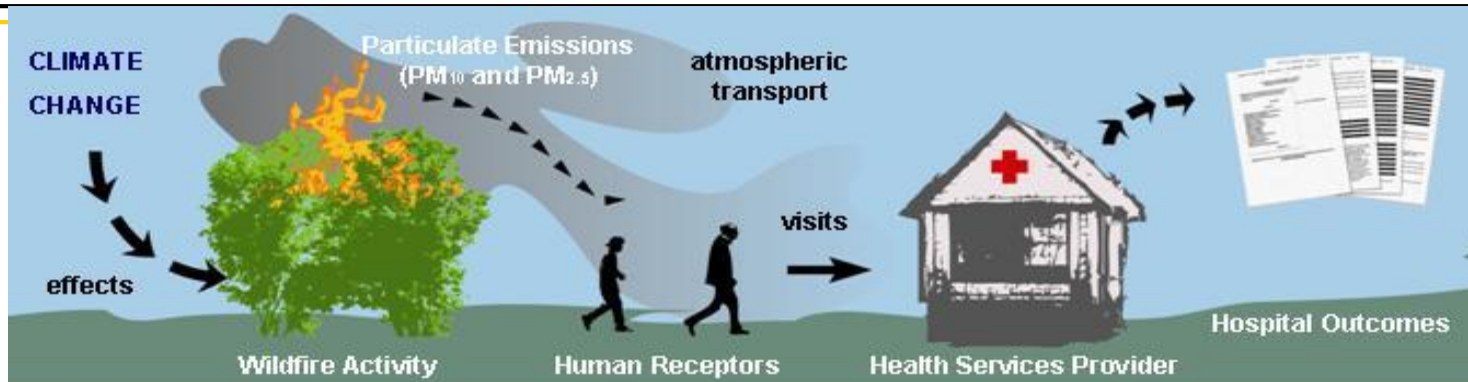 CLIMATE
CHANGE
effects
Particulate Emissions
(PM₁₀ and PM₂.₅)
atmospheric
transport
visits
Wildfire Activity
Human Receptors
Health Services Provider
Hospital Outcomes